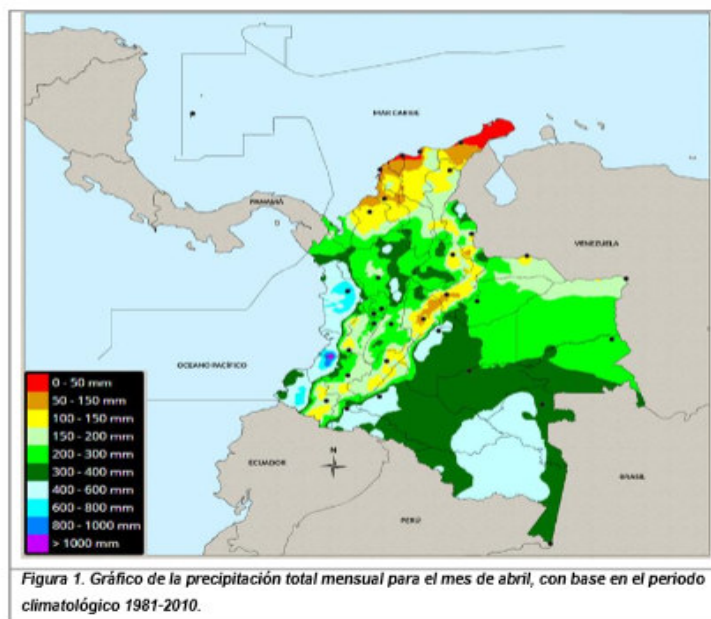 MAR CARIBE
PANAMÁ
VENEZUELA
OCEANO PACÍFICO
0 - 50 mm
50 - 150 mm
100 - 150 mm
150 - 200 mm
200 - 300 mm
300 - 400 mm
400 - 600 mm
600 - 800 mm
800 - 1000 mm
> 1000 mm
ECUADOR
N
BRASIL
PERÚ
Figura 1. Gráfico de la precipitación total mensual para el mes de abril, con base en el periodo
climatológico 1981-2010.